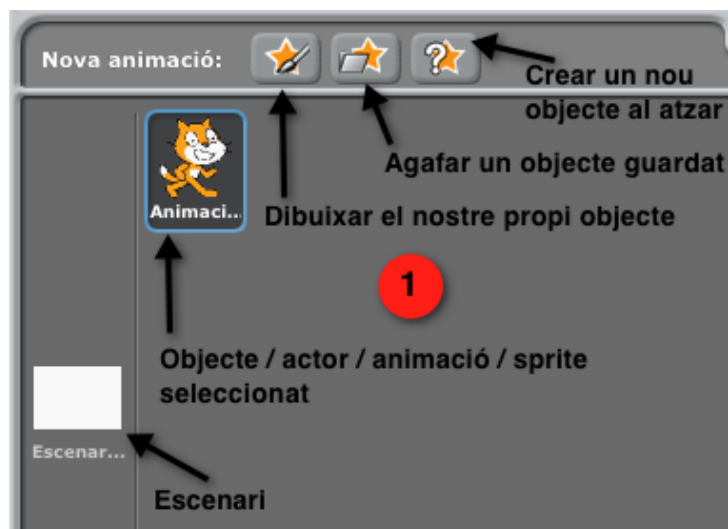 Nova animació:
Crear un nou
objecte al atzar
Agafar un objecte guardat
Animaci...
Dibuixar el nostre propi objecte
1
Objecte / actor / animació / sprite
seleccionat
Escenar...
Escenari